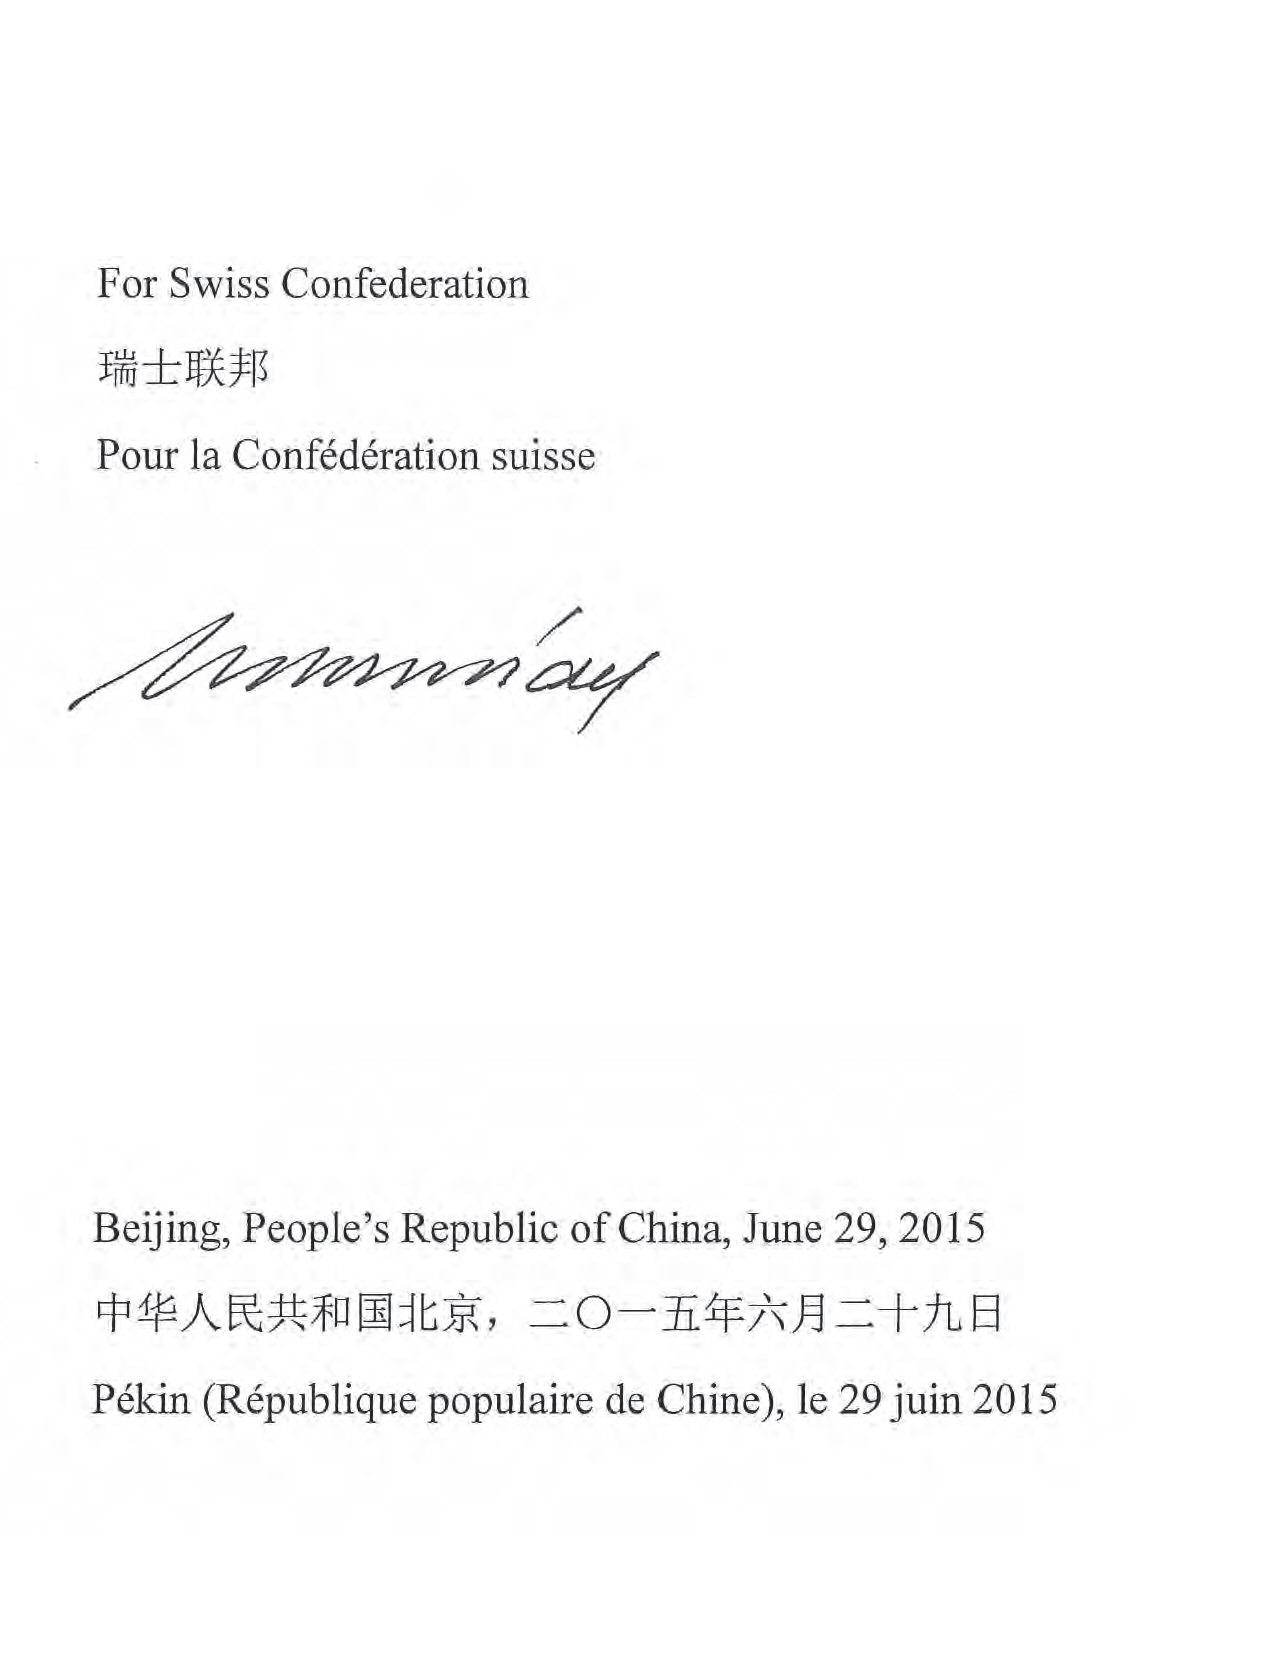 For Swiss Confederation
瑞士联邦
Pour la Confédération suisse
Beijing, People’s Republic of China, June 29, 2015
中华人民共和国北京，二〇一五年六月二十九日
Pékin (République populaire de Chine), le 29 juin 2015